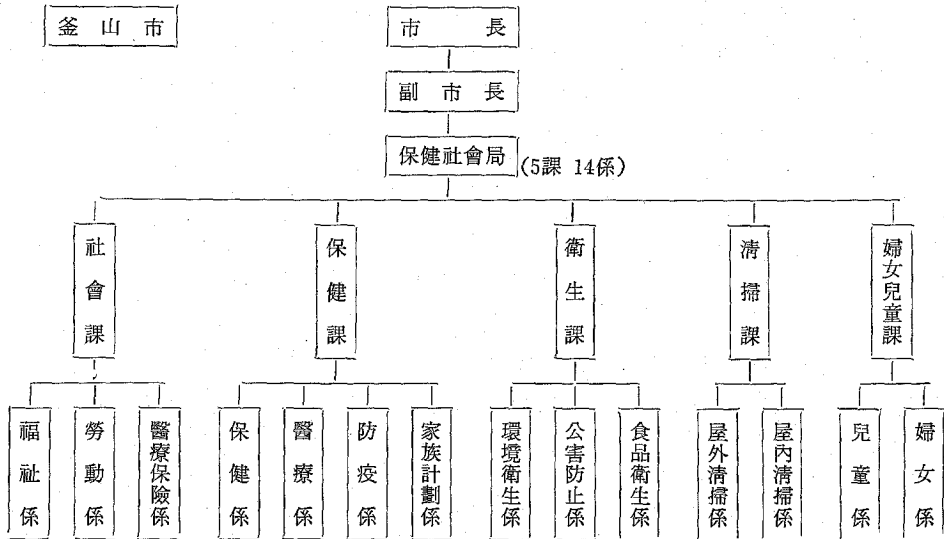 釜山市
市長
副市長
保健社會局 (5課 14係)
社會課
保健課
衛生課
淸掃課
婦女兒童課
福祉係
勞動係
醫療保險係
保健係
醫療係
防疫係
家族計劃係
環境衛生係
公害防止係
食品衛生係
屋外淸掃係
屋內淸掃係
兒童係
婦女係